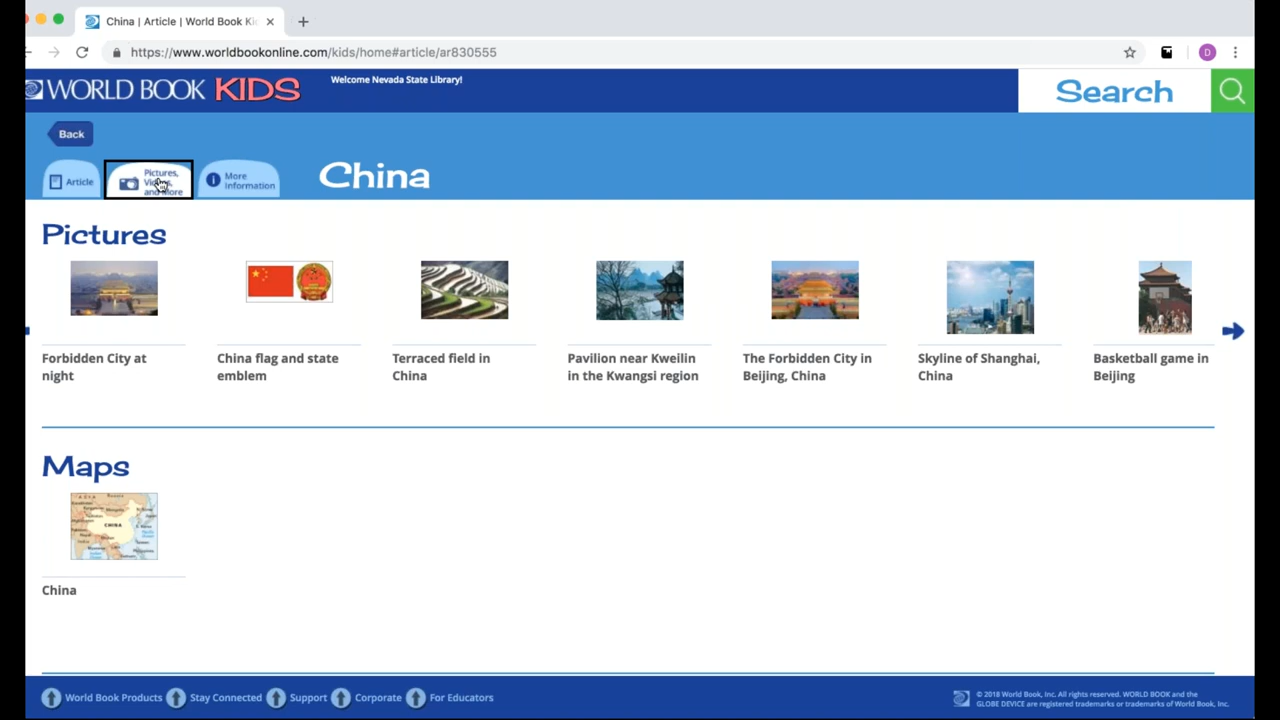 China | Article | World Book Ki
https://www.worldbookonline.com/kids/home#article/ar830555
D
WORLD BOOK KIDS
Welcome Nevada State Library!
Search
Back
Article
Pictures,
and More
More
Information
China
Pictures
Forbidden City at
night
China flag and state
emblem
Terraced field in
China
Pavilion near Kweilin
in the Kwangsi region
The Forbidden City in
Beijing, China
Skyline of Shanghai,
China
Basketball game in
Beijing
Maps
CHINA
China
World Book Products
Stay Connected
Support
Corporate
For Educators
© 2018 World Book, Inc. All rights reserved. WORLD BOOK and the
GLOBE DEVICE are registered trademarks or trademarks of World Book, Inc.